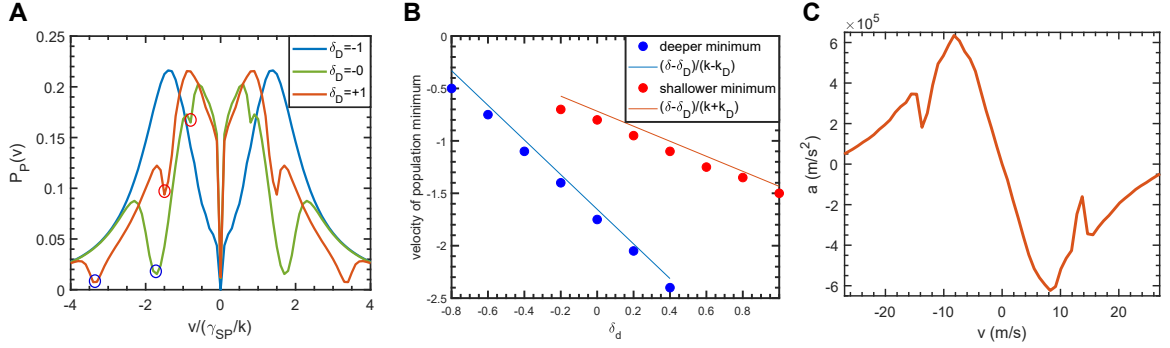 A
B
C
0.25
0.2
0.15
0.1
0.05
0
P_P(v)
-4
-2
0
2
4
v/(γ_SP/k)
δ_D=-1
δ_D=-0
δ_D=+1
0
-0.5
-1
-1.5
-2
-2.5
velocity of population minimum
-0.8
-0.6
-0.4
-0.2
0
0.2
0.4
0.6
0.8
δ_d
deeper minimum
(δ-δ_D)/(k-k_D)
shallower minimum
(δ-δ_D)/(k+k_D)
×10^5
6
4
2
0
-2
-4
-6
a (m/s²)
-20
-10
0
10
20
v (m/s)